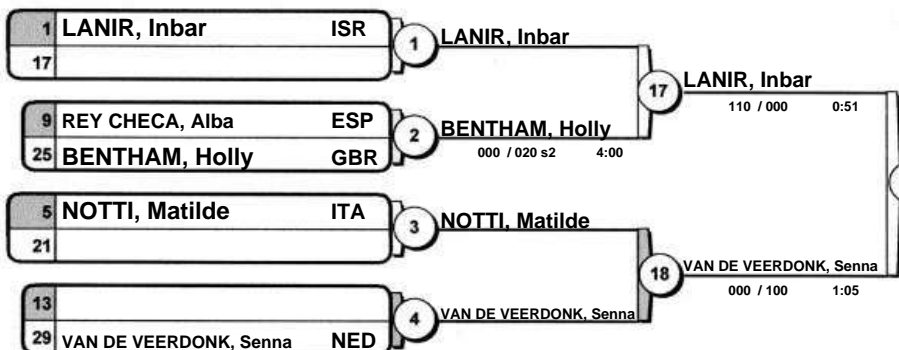 1 LANIR, Inbar ISR
17
1 LANIR, Inbar
9 REY CHECA, Alba ESP
25 BENTHAM, Holly GBR
2 BENTHAM, Holly
000 / 020 s2 4:00
17 LANIR, Inbar
110 / 000 0:51
5 NOTTI, Matilde ITA
21
3 NOTTI, Matilde
13
29 VAN DE VEERDONK, Senna NED
4 VAN DE VEERDONK, Senna
18 VAN DE VEERDONK, Senna
000 / 100 1:05